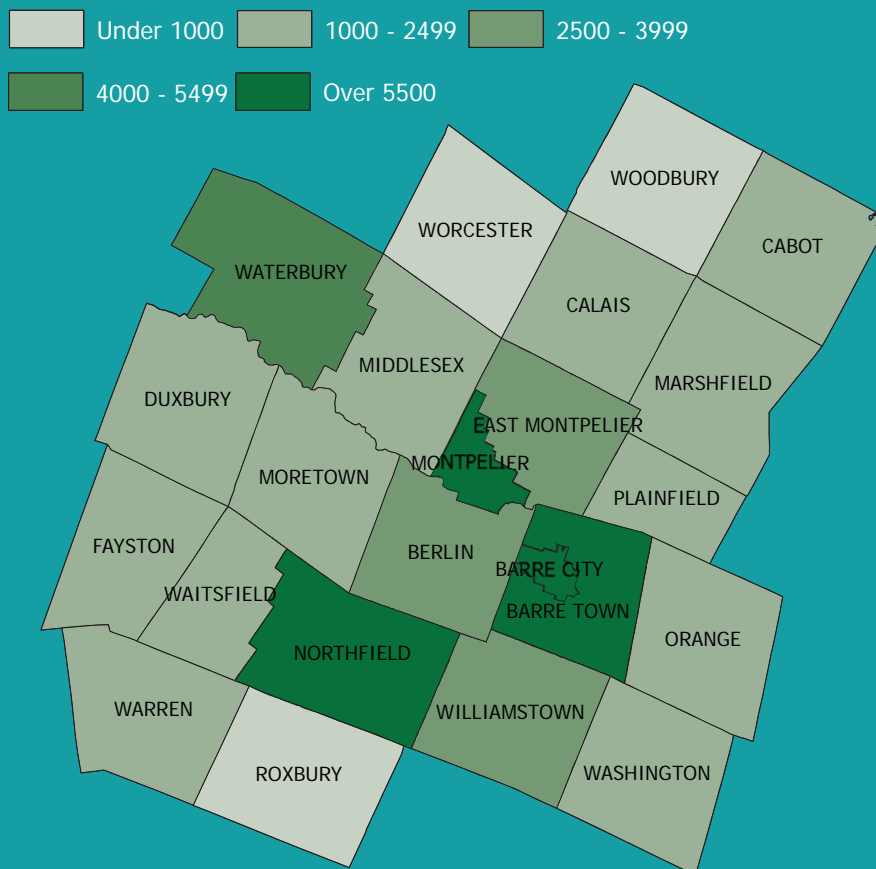 Under 1000
1000 - 2499
2500 - 3999
4000 - 5499
Over 5500
WOODBURY
WORCESTER
CABOT
WATERBURY
CALAIS
MIDDLESEX
MARSHFIELD
DUXBURY
EAST MONTPELIER
MONTPELIER
MORETOWN
PLAINFIELD
FAYSTON
BERLIN
BARRE CITY
WAITSFIELD
BARRE TOWN
ORANGE
NORTHFIELD
WARREN
WILLIAMSTOWN
ROXBURY
WASHINGTON